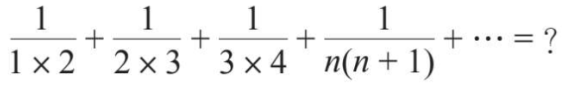 1/(1 × 2) + 1/(2 × 3) + 1/(3 × 4) + 1/(n(n + 1)) + ⋯ = ?